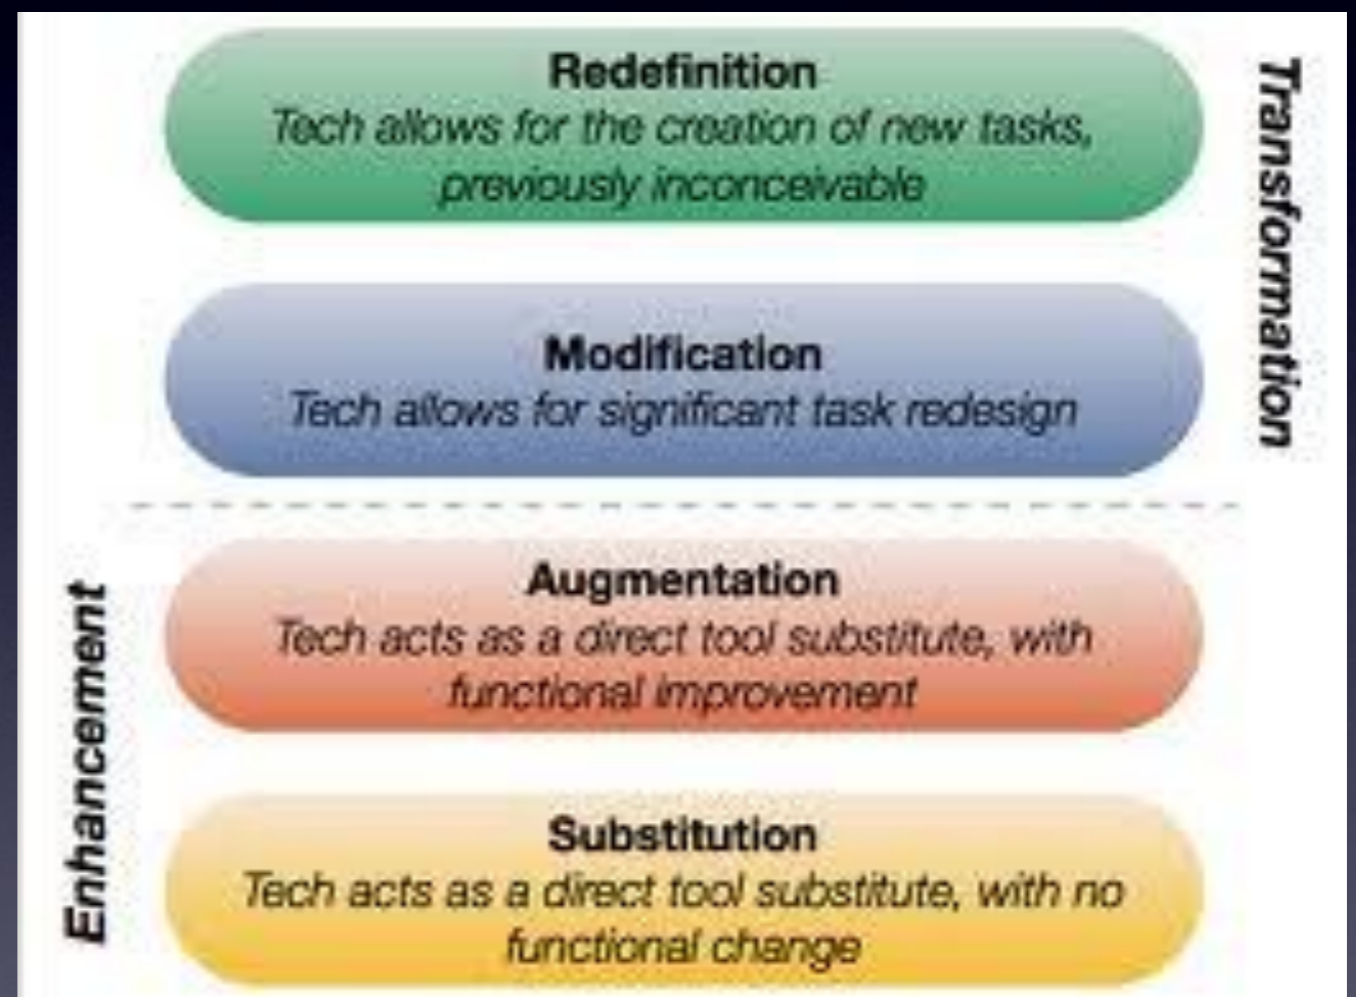 Redefinition
Tech allows for the creation of new tasks,
previously inconceivable
Transformation
Modification
Tech allows for significant task redesign
Enhancement
Augmentation
Tech acts as a direct tool substitute, with
functional improvement
Substitution
Tech acts as a direct tool substitute, with no
functional change